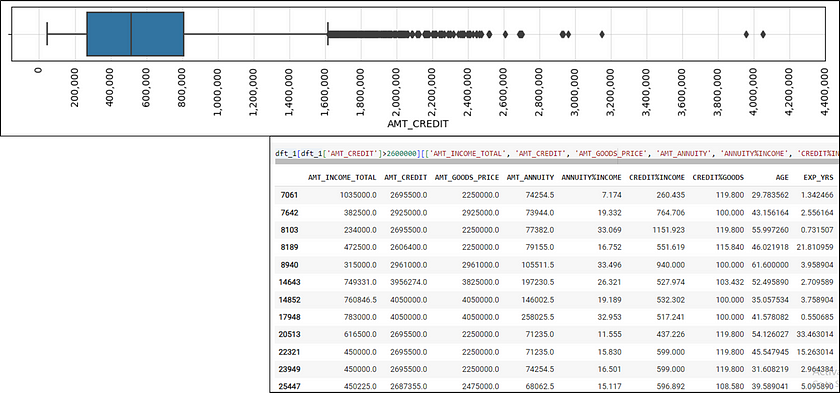 0 200,000 400,000 600,000 800,000 1,000,000 1,200,000 1,400,000 1,600,000 1,800,000 2,000,000 2,200,000 2,400,000 2,600,000 2,800,000 3,000,000 3,200,000 3,400,000 3,600,000 3,800,000 4,000,000 4,200,000 4,400,000
AMT_CREDIT
dft_1[dft_1['AMT_CREDIT']>2600000][['AMT_INCOME_TOTAL', 'AMT_CREDIT', 'AMT_GOODS_PRICE', 'AMT_ANNUITY', 'ANNUITY%INCOME', 'CREDIT%IN
AMT_INCOME_TOTAL AMT_CREDIT AMT_GOODS_PRICE AMT_ANNUITY ANNUITY%INCOME CREDIT%INCOME CREDIT%GOODS AGE EXP_YRS
7061 1035000.0 2695500.0 2250000.0 74254.5 7.174 260.435 119.800 29.783562 1.342466
7642 382500.0 2925000.0 2925000.0 73944.0 19.332 764.706 100.000 43.156164 2.556164
8103 234000.0 2695500.0 2250000.0 77382.0 33.069 1151.923 119.800 55.997260 0.731507
8189 472500.0 2606400.0 2250000.0 79155.0 16.752 551.619 115.840 46.021918 21.810959
8940 315000.0 2961000.0 2961000.0 105511.5 33.496 940.000 100.000 61.600000 3.958904
14643 749331.0 3956274.0 3825000.0 197230.5 26.321 527.974 103.432 52.495890 2.709589
14852 760846.5 4050000.0 4050000.0 146002.5 19.189 532.302 100.000 35.057534 3.758904
17948 783000.0 4050000.0 4050000.0 258025.5 32.953 517.241 100.000 41.578082 0.550685
20513 616500.0 2695500.0 2250000.0 71235.0 11.555 437.226 119.800 54.126027 33.463014
22321 450000.0 2695500.0 2250000.0 71235.0 15.830 599.000 119.800 45.547945 15.263014
23949 450000.0 2695500.0 2250000.0 74254.5 16.501 599.000 119.800 31.608219 2.964384
25447 450225.0 2687355.0 2475000.0 68062.5 15.117 596.892 108.580 39.589041 5.095890